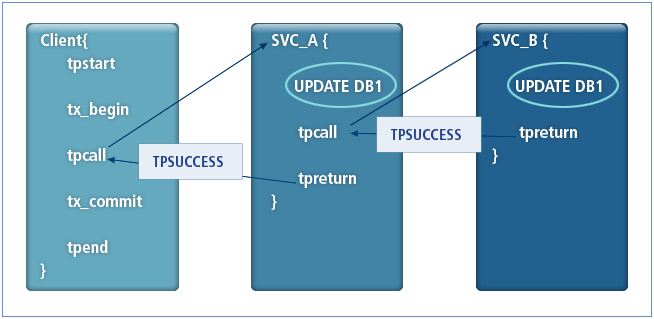 Client{
tpstart
tx_begin
tpcall
tx_commit
tpend
}
TPSUCCESS
SVC_A {
UPDATE DB1
tpcall
tpreturn
}
TPSUCCESS
SVC_B {
UPDATE DB1
tpreturn
}